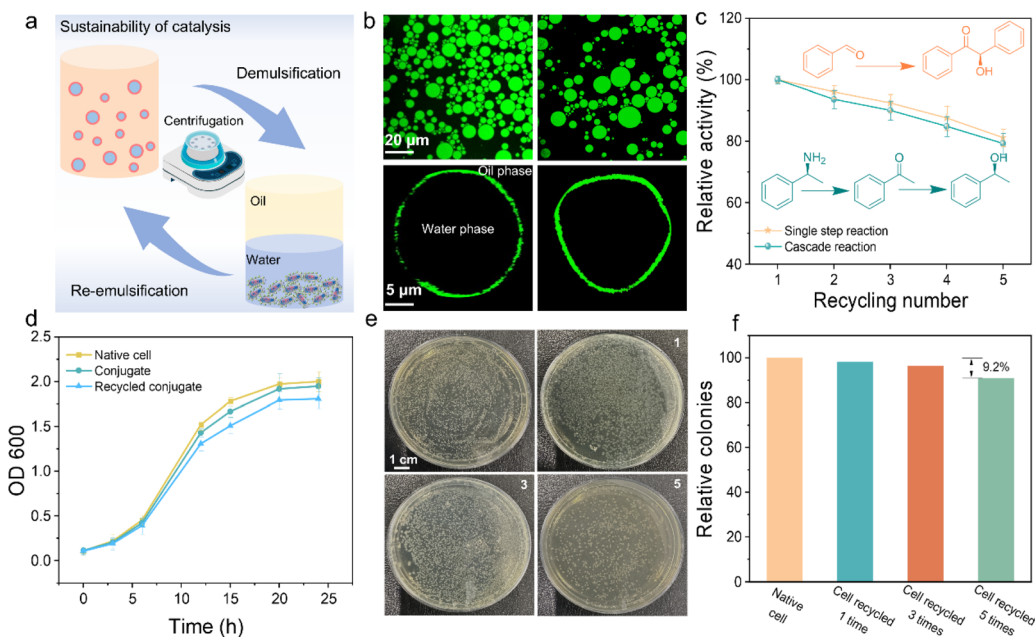 a
Sustainability of catalysis
Demulsification
Centrifugation
Oil
Water
Re-emulsification
b
20 μm
Oil phase
Water phase
5 μm
c
Relative activity (%)
100
80
60
40
O
O
OH
NH2
O
OH
Single step reaction
Cascade reaction
1 2 3 4 5
Recycling number
d
OD 600
2.5
2.0
1.5
1.0
0.5
0.0
Native cell
Conjugate
Recycled conjugate
0 5 10 15 20 25
Time (h)
e
1 cm
1
3
5
f
Relative colonies
100
80
60
40
20
0
9.2%
Native
cell
Cell recycled
1 time
Cell recycled
3 times
Cell recycled
5 times